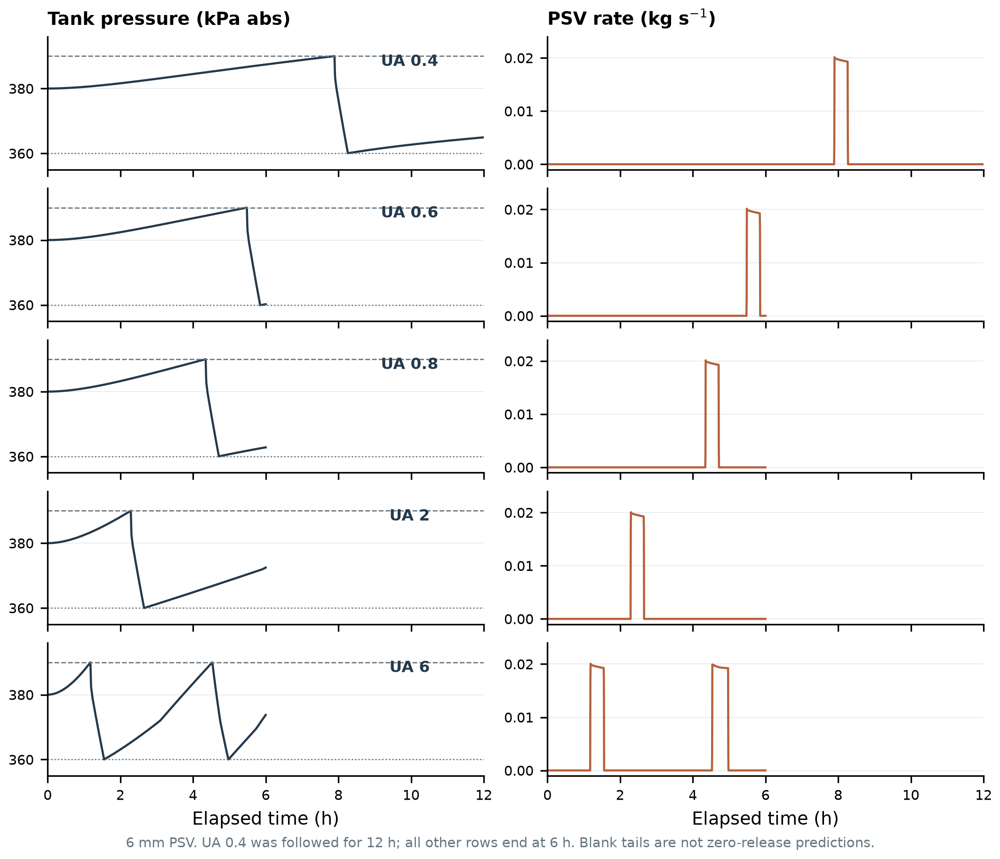 Tank pressure (kPa abs)
PSV rate (kg s⁻¹)
380
360
UA 0.4
0.02
0.01
0.00
380
360
UA 0.6
0.02
0.01
0.00
380
360
UA 0.8
0.02
0.01
0.00
380
360
UA 2
0.02
0.01
0.00
380
360
UA 6
0.02
0.01
0.00
0 2 4 6 8 10 12
0 2 4 6 8 10 12
Elapsed time (h)
Elapsed time (h)
6 mm PSV. UA 0.4 was followed for 12 h; all other rows end at 6 h. Blank tails are not zero-release predictions.